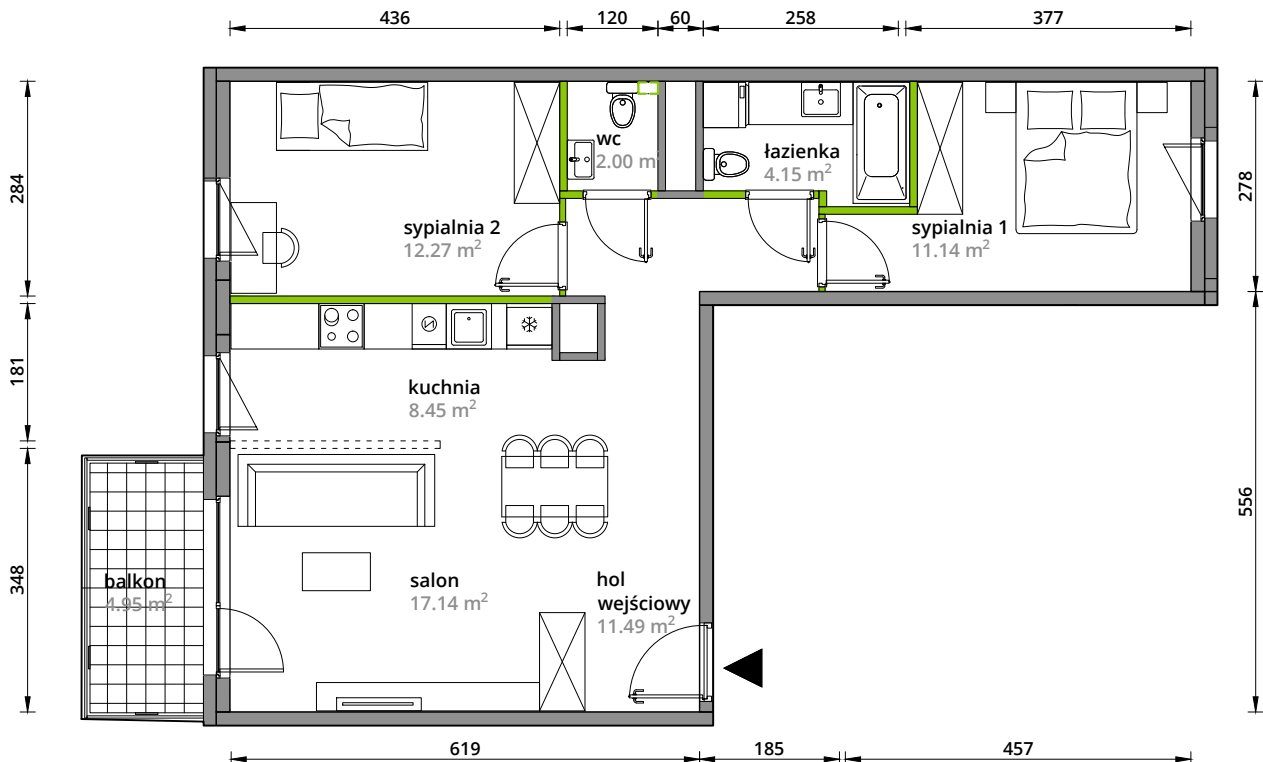 436
120
60
258
377
284
181
348
278
556
wc
2.00 m
łazienka
4.15 m²
sypialnia 2
12.27 m²
sypialnia 1
11.14 m²
kuchnia
8.45 m²
balkon
4.95 m²
salon
17.14 m²
hol
wejściowy
11.49 m²
619
185
457